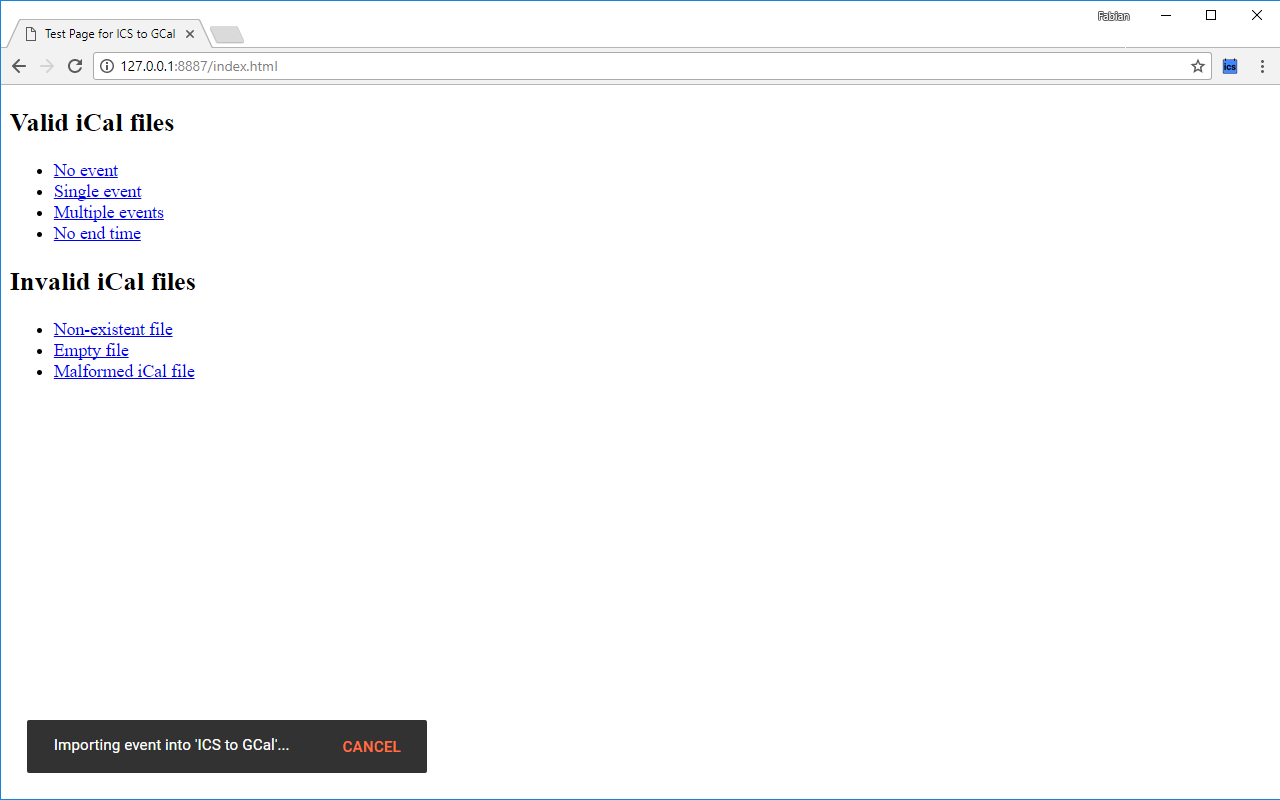 Fabian
Test Page for ICS to GCal
127.0.0.1:8887/index.html
ics
Valid iCal files
No event
Single event
Multiple events
No end time
Invalid iCal files
Non-existent file
Empty file
Malformed iCal file
Importing event into 'ICS to GCal'... CANCEL